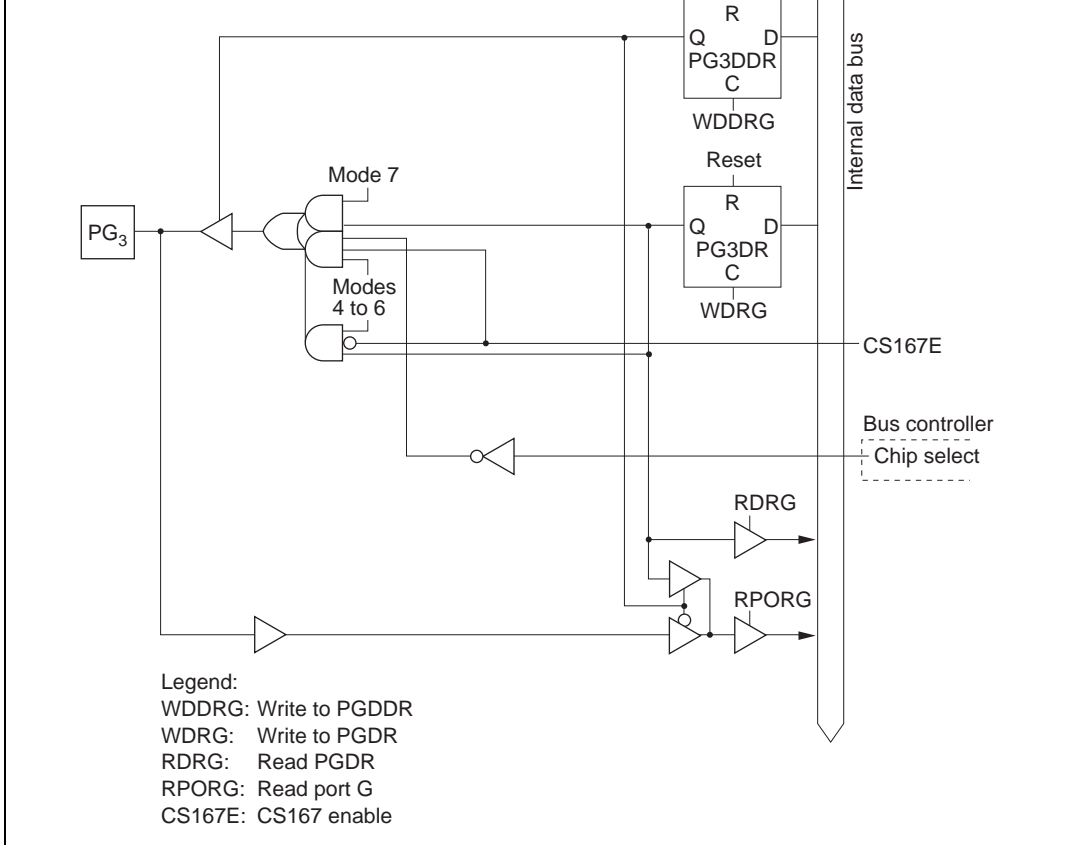 R
Q D
PG3DDR
C
WDDRG
Internal data bus
Reset
Mode 7
R
Q D
PG3DR
C
WDRG
PG3
Modes
4 to 6
CS167E
Bus controller
Chip select
RDRG
RPORG
Legend:
WDDRG: Write to PGDDR
WDRG: Write to PGDR
RDRG: Read PGDR
RPORG: Read port G
CS167E: CS167 enable